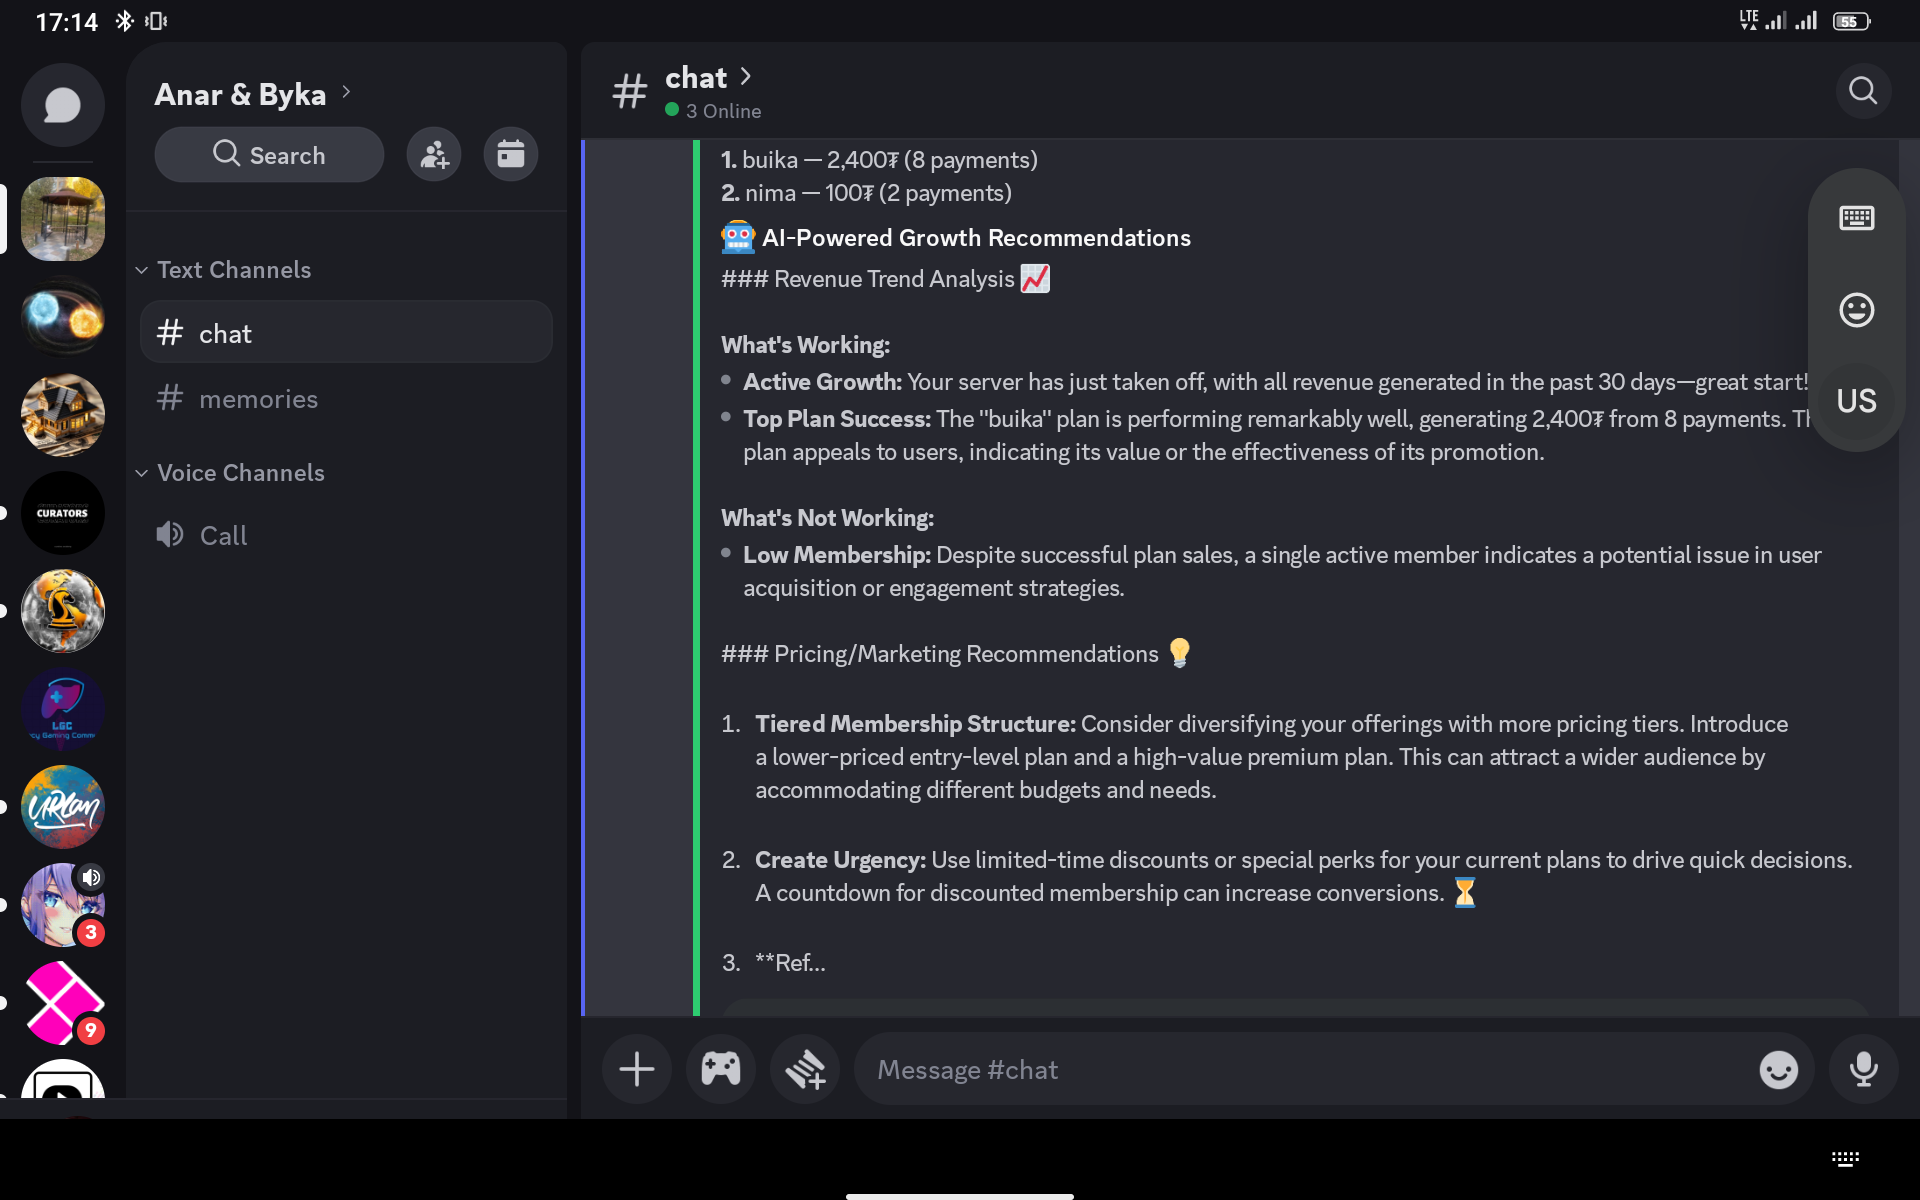 17:14
LTE
55
Anar & Byka
Search
Text Channels
chat
memories
Voice Channels
Call
CURATORS
LGC
cy Gaming Comm
URLan
3
9
chat
3 Online
1. buika — 2,400₮ (8 payments)
2. nima — 100₮ (2 payments)
AI-Powered Growth Recommendations
### Revenue Trend Analysis
What's Working:
Active Growth: Your server has just taken off, with all revenue generated in the past 30 days—great start!
Top Plan Success: The "buika" plan is performing remarkably well, generating 2,400₮ from 8 payments.
plan appeals to users, indicating its value or the effectiveness of its promotion.
What's Not Working:
Low Membership: Despite successful plan sales, a single active member indicates a potential issue in user
acquisition or engagement strategies.
### Pricing/Marketing Recommendations
1. Tiered Membership Structure: Consider diversifying your offerings with more pricing tiers. Introduce
a lower-priced entry-level plan and a high-value premium plan. This can attract a wider audience by
accommodating different budgets and needs.
2. Create Urgency: Use limited-time discounts or special perks for your current plans to drive quick decisions.
A countdown for discounted membership can increase conversions.
3. **Ref...
US
Message #chat